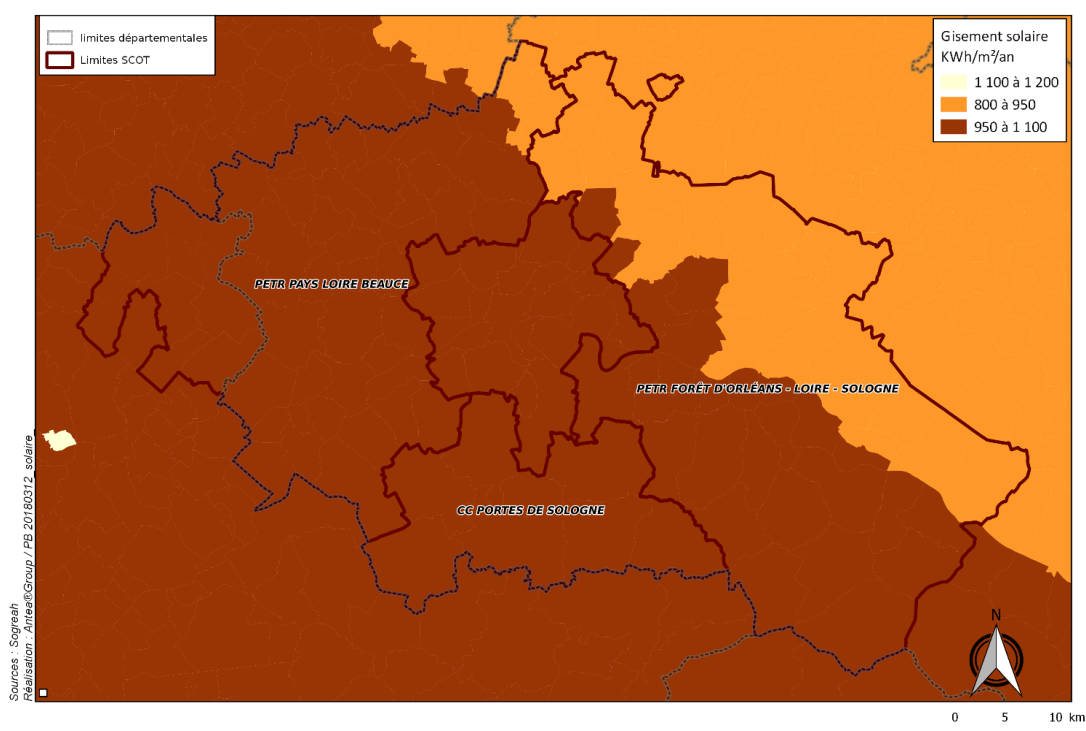 limites départementales
Limites SCOT
Gisement solaire
KWh/m²/an
1 100 à 1 200
800 à 950
950 à 1 100
PETR PAYS LOIRE BEAUCE
PETR FORÊT D'ORLÉANS - LOIRE - SOLOGNE
CC PORTES DE SOLOGNE
Sources : Sogreah
Réalisation : Antea®Group / PB 20180312_solaire_
N
0 5 10 km